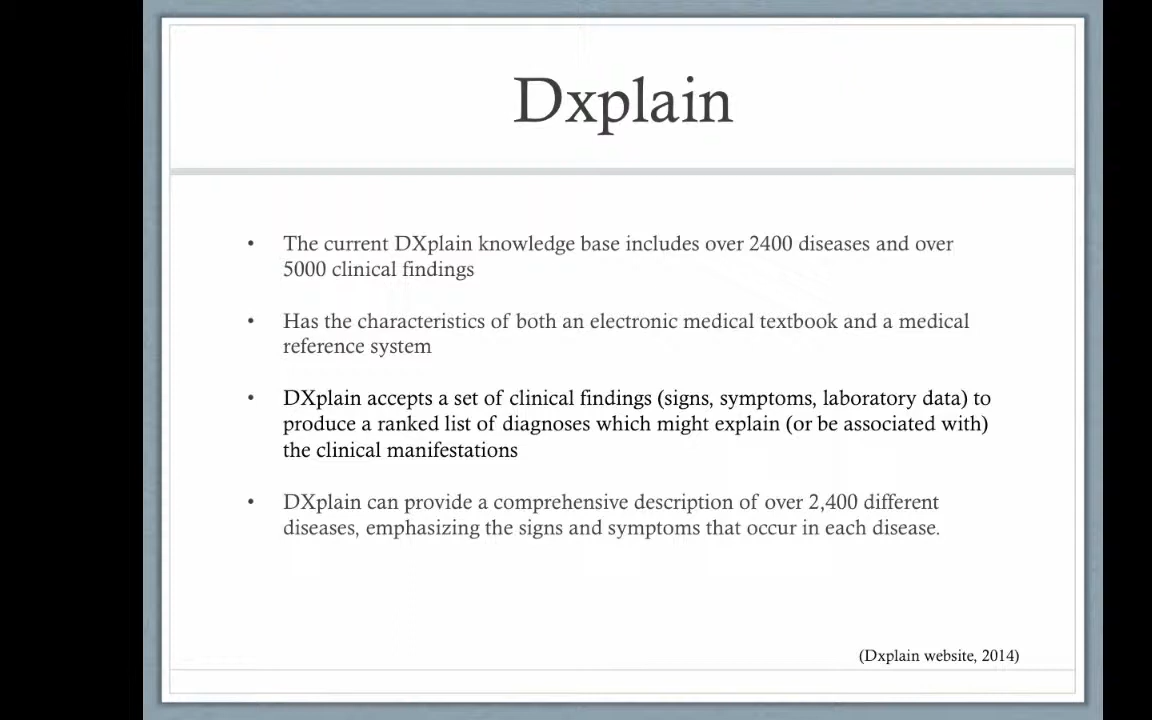 Dxplain
• The current DXplain knowledge base includes over 2400 diseases and over
5000 clinical findings
• Has the characteristics of both an electronic medical textbook and a medical
reference system
• DXplain accepts a set of clinical findings (signs, symptoms, laboratory data) to
produce a ranked list of diagnoses which might explain (or be associated with)
the clinical manifestations
• DXplain can provide a comprehensive description of over 2,400 different
diseases, emphasizing the signs and symptoms that occur in each disease.
(Dxplain website, 2014)